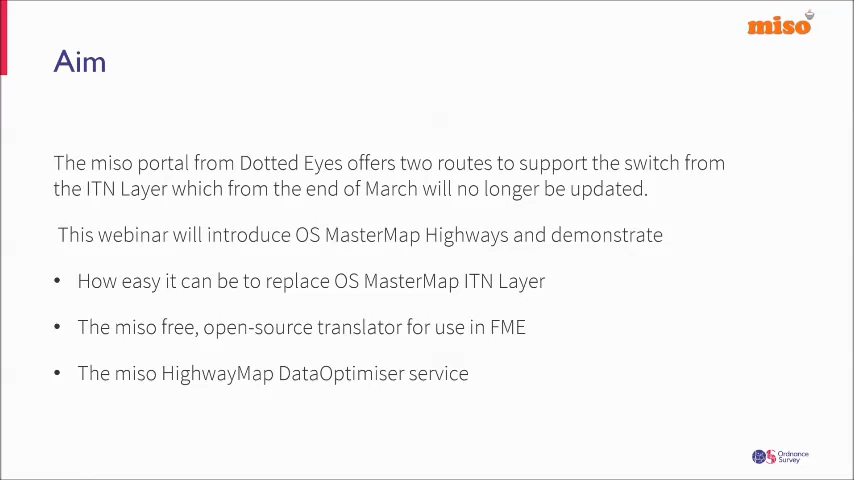 miso
Aim
The miso portal from Dotted Eyes offers two routes to support the switch from
the ITN Layer which from the end of March will no longer be updated.
This webinar will introduce OS MasterMap Highways and demonstrate
• How easy it can be to replace OS MasterMap ITN Layer
• The miso free, open-source translator for use in FME
• The miso HighwayMap DataOptimiser service
OS Ordnance
Survey